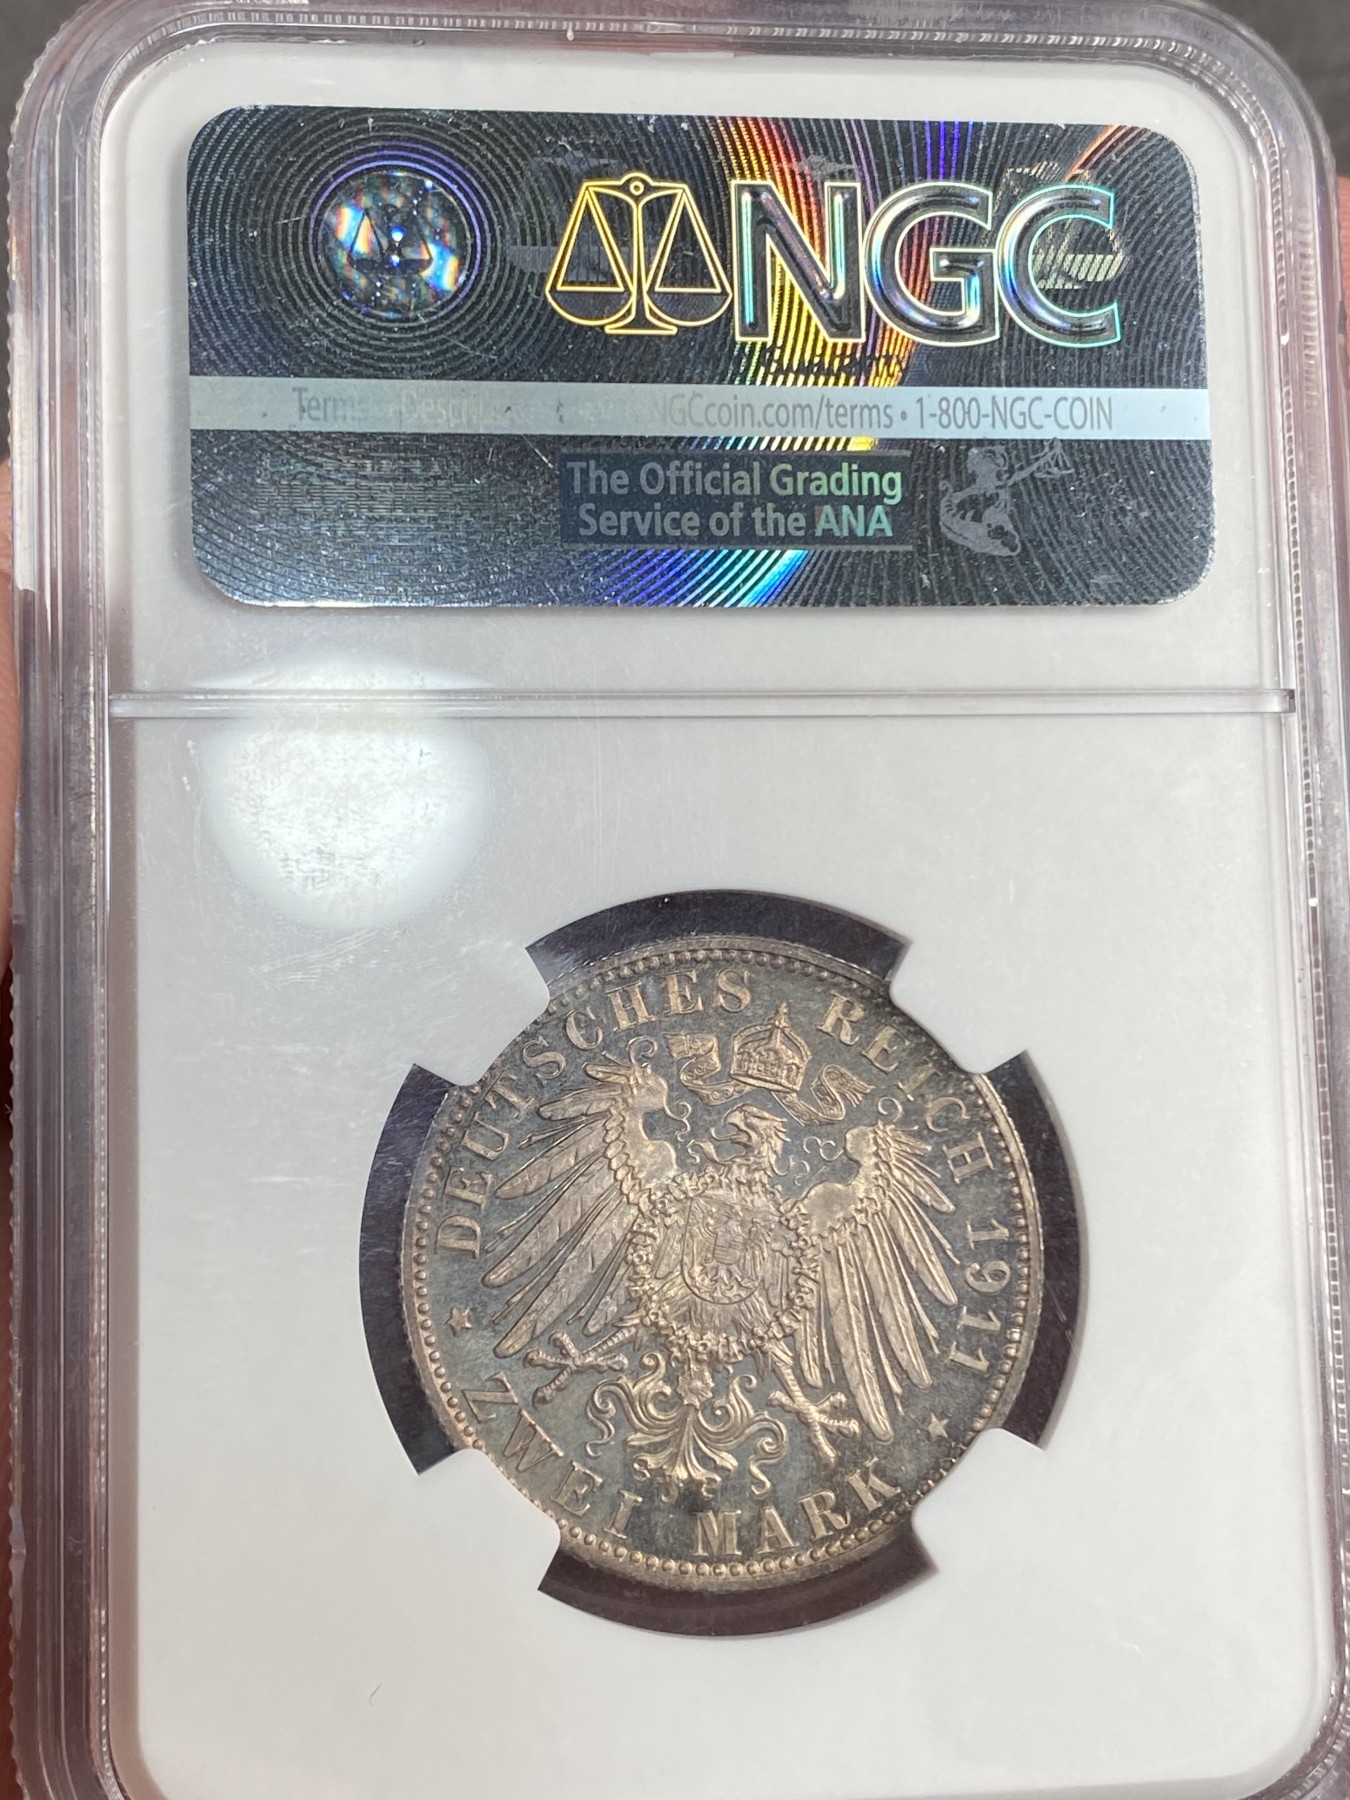 NGC
Terms NGCcoin.com/terms • 1-800-NGC-COIN
The Official Grading
Service of the ANA
DEUTSCHES REICH 1911
ZWEI MARK